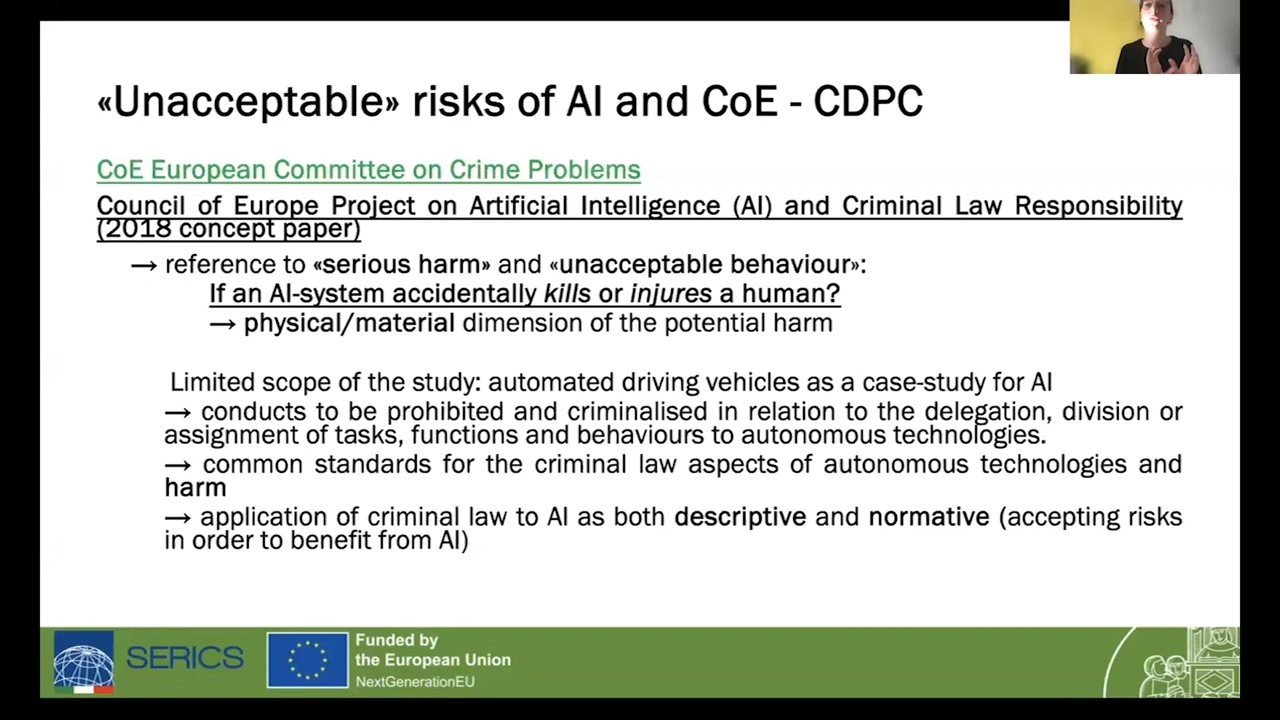 «Unacceptable» risks of AI and CoE - CDPC
CoE European Committee on Crime Problems
Council of Europe Project on Artificial Intelligence (AI) and Criminal Law Responsibility
(2018 concept paper)
→ reference to «serious harm» and «unacceptable behaviour»:
If an AI-system accidentally kills or injures a human?
→ physical/material dimension of the potential harm
Limited scope of the study: automated driving vehicles as a case-study for AI
→ conducts to be prohibited and criminalised in relation to the delegation, division or
assignment of tasks, functions and behaviours to autonomous technologies.
→ common standards for the criminal law aspects of autonomous technologies and
harm
→ application of criminal law to AI as both descriptive and normative (accepting risks
in order to benefit from AI)
SERICS
Funded by
the European Union
NextGenerationEU